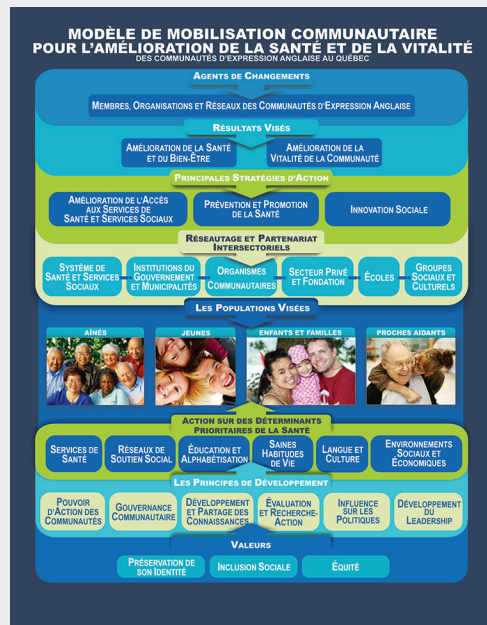 MODÈLE DE MOBILISATION COMMUNAUTAIRE
POUR L'AMÉLIORATION DE LA SANTÉ ET DE LA VITALITÉ
DES COMMUNAUTÉS D'EXPRESSION ANGLAISE AU QUÉBEC
AGENTS DE CHANGEMENTS
MEMBRES, ORGANISATIONS ET RÉSEAUX DES COMMUNAUTÉS D'EXPRESSION ANGLAISE
RÉSULTATS VISÉS
AMÉLIORATION DE LA SANTÉ
ET DU BIEN-ÊTRE
AMÉLIORATION DE LA
VITALITÉ DE LA COMMUNAUTÉ
PRINCIPALES STRATÉGIES D'ACTION
AMÉLIORATION DE L'ACCÈS
AUX SERVICES DE
SANTÉ ET SERVICES SOCIAUX
PRÉVENTION ET PROMOTION
DE LA SANTÉ
INNOVATION SOCIALE
RÉSEAUTAGE ET PARTENARIAT
INTERSECTORIELS
SYSTÈME DE
SANTÉ ET SERVICES
SOCIAUX
INSTITUTIONS DU
GOUVERNEMENT
ET MUNICIPALITÉS
ORGANISMES
COMMUNAUTAIRES
SECTEUR PRIVÉ
ET FONDATION
ÉCOLES
GROUPES
SOCIAUX ET
CULTURELS
LES POPULATIONS VISÉES
AÎNÉS
JEUNES
ENFANTS ET FAMILLES
PROCHES AIDANTS
ACTION SUR DES DÉTERMINANTS
PRIORITAIRES DE LA SANTÉ
SERVICES DE
SANTÉ
RÉSEAUX DE
SOUTIEN SOCIAL
ÉDUCATION ET
ALPHABÉTISATION
SAINES
HABITUDES
DE VIE
LANGUE ET
CULTURE
ENVIRONNEMENTS
SOCIAUX ET
ÉCONOMIQUES
LES PRINCIPES DE DÉVELOPPEMENT
POUVOIR
D'ACTION DES
COMMUNAUTÉS
GOUVERNANCE
COMMUNAUTAIRE
DÉVELOPPEMENT
ET PARTAGE DES
CONNAISSANCES
ÉVALUATION
ET RECHERCHE-
ACTION
INFLUENCE
SUR LES
POLITIQUES
DÉVELOPPEMENT
DU
LEADERSHIP
VALEURS
PRÉSERVATION DE
SON IDENTITÉ
INCLUSION SOCIALE
ÉQUITÉ